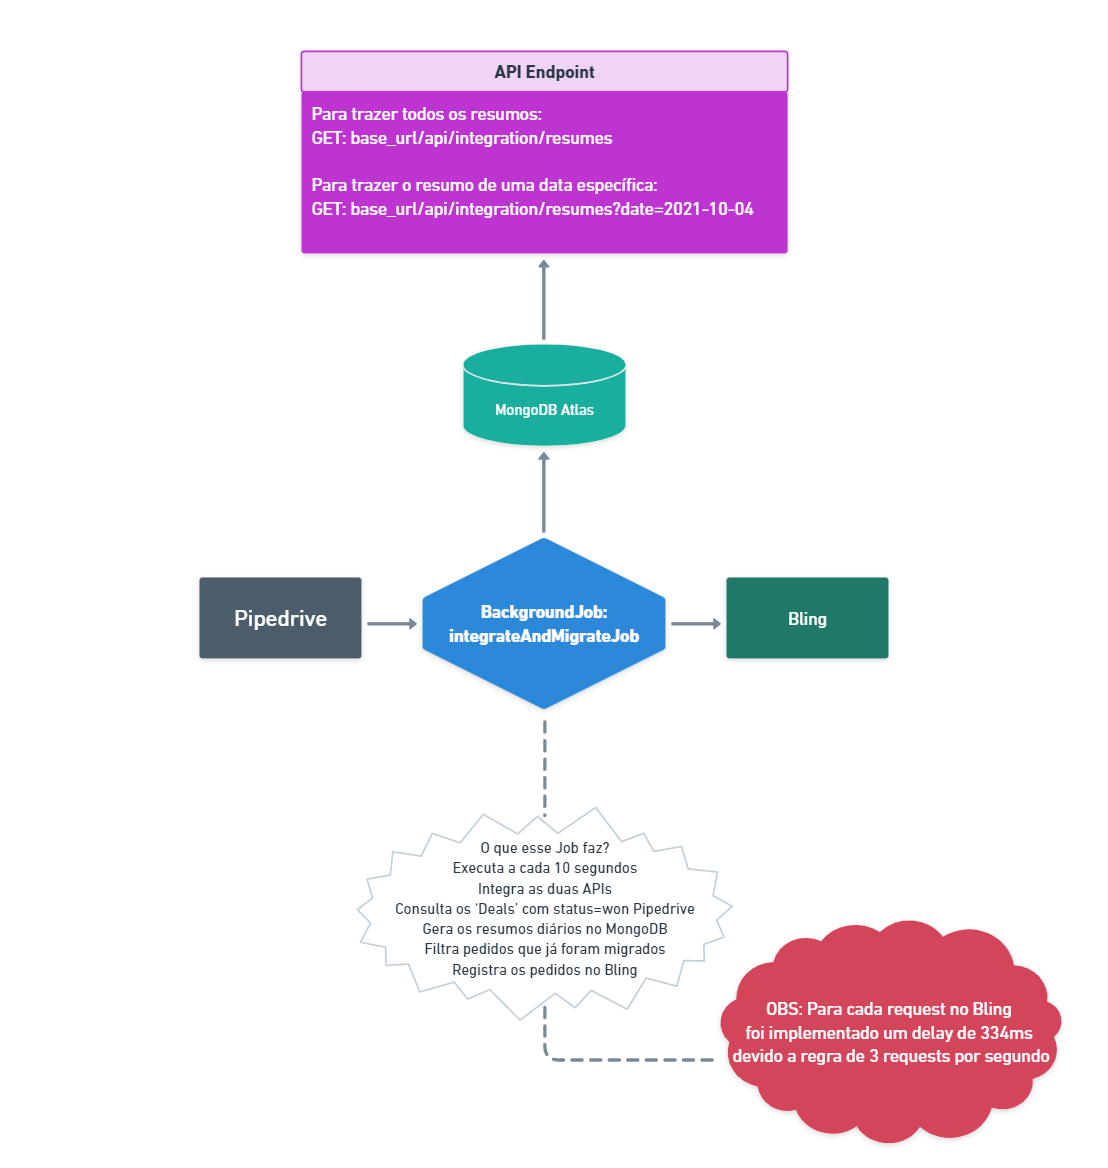 API Endpoint
Para trazer todos os resumos:
GET: base_url/api/integration/resumes
Para trazer o resumo de uma data específica:
GET: base_url/api/integration/resumes?date=2021-10-04
MongoDB Atlas
Pipedrive
BackgroundJob:
integrateAndMigrateJob
Bling
O que esse Job faz?
Executa a cada 10 segundos
Integra as duas APIs
Consulta os 'Deals' com status=won Pipedrive
Gera os resumos diários no MongoDB
Filtra pedidos que já foram migrados
Registra os pedidos no Bling
OBS: Para cada request no Bling
foi implementado um delay de 334ms
devido a regra de 3 requests por segundo